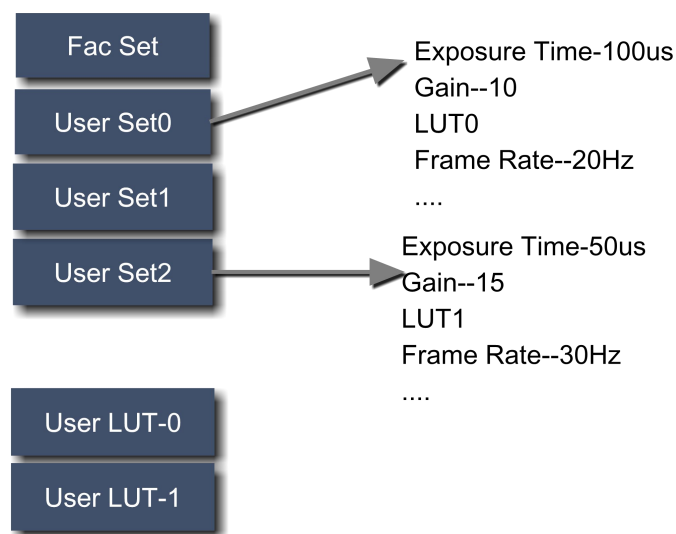 Fac Set
User Set0
User Set1
User Set2
Exposure Time-100us
Gain--10
LUT0
Frame Rate--20Hz
....
Exposure Time-50us
Gain--15
LUT1
Frame Rate--30Hz
....
User LUT-0
User LUT-1